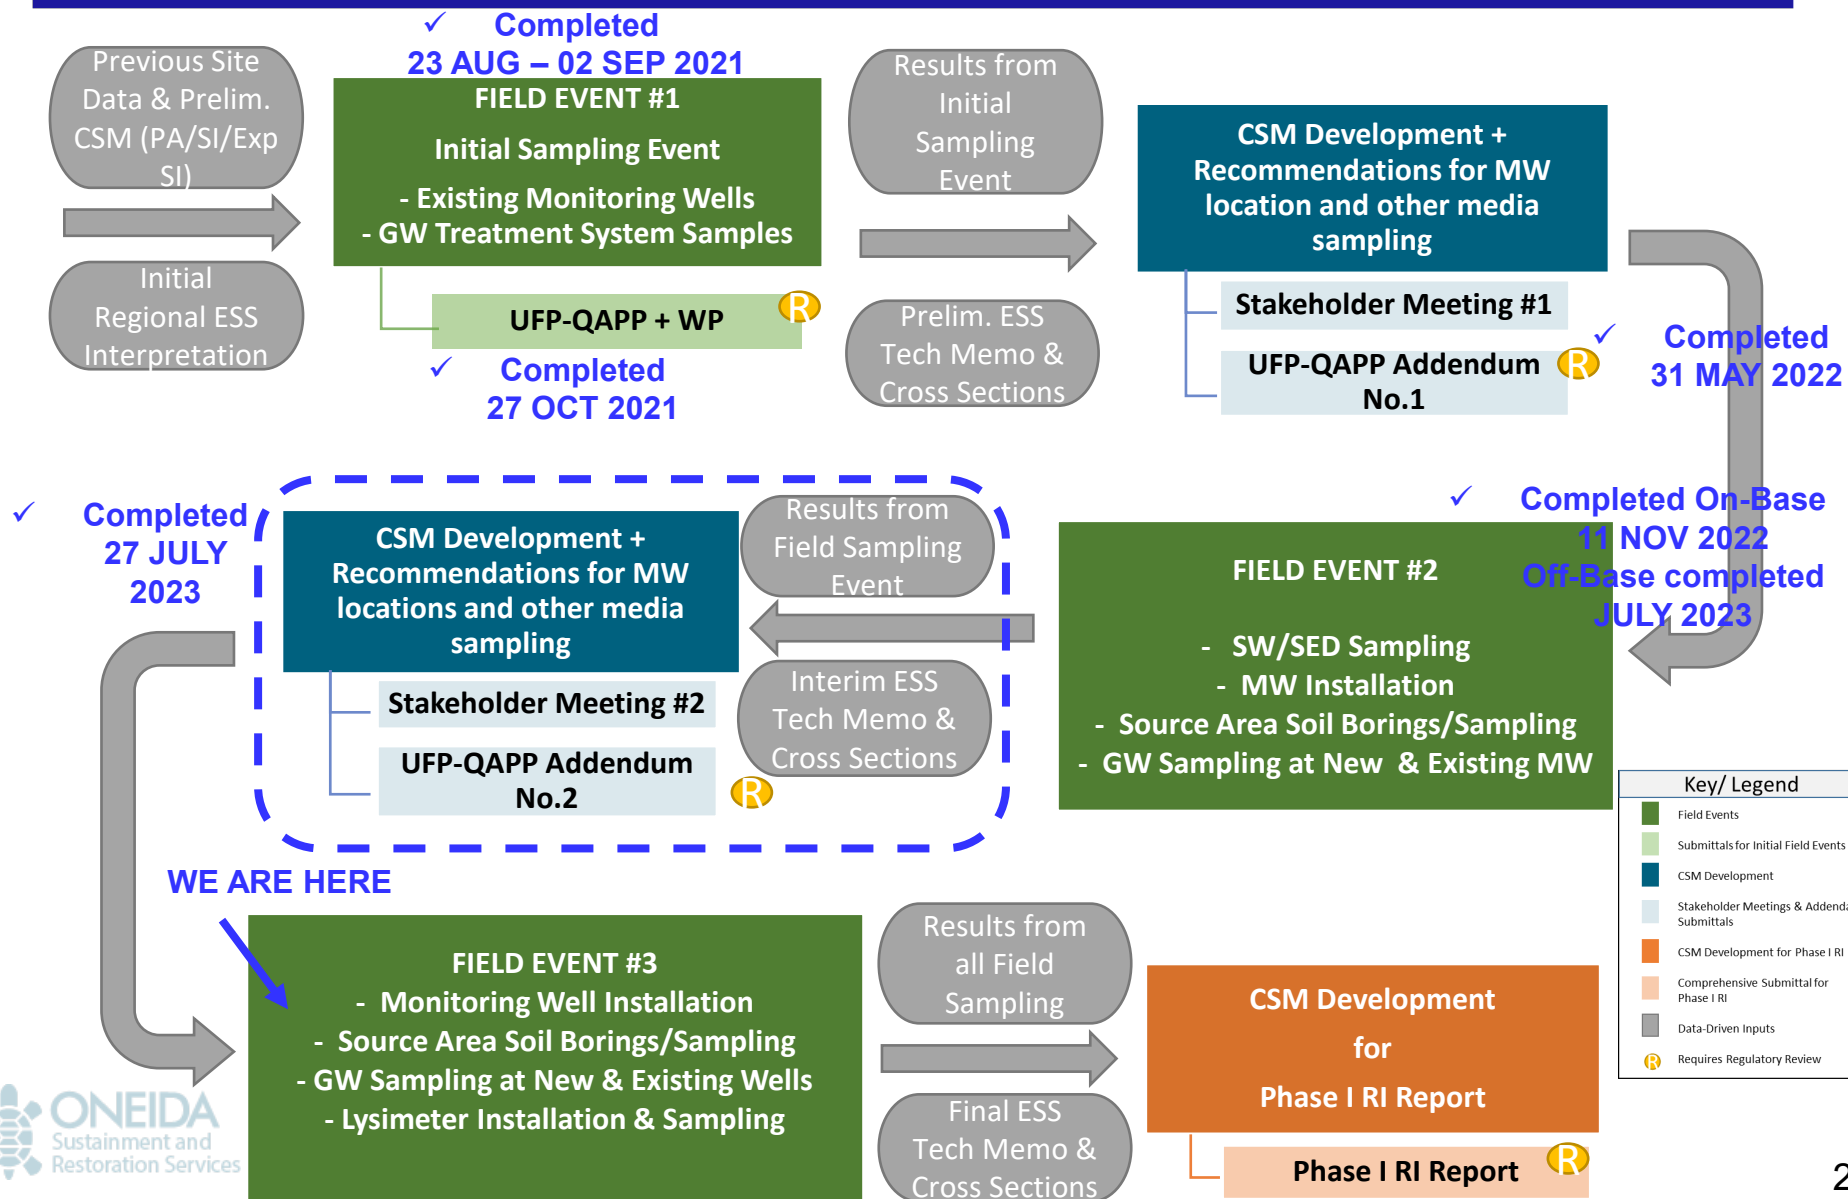 ✓ Completed
23 AUG – 02 SEP 2021
Previous Site
Data & Prelim.
CSM (PA/SI/Exp
SI)
Initial
Regional ESS
Interpretation
FIELD EVENT #1
Initial Sampling Event
- Existing Monitoring Wells
- GW Treatment System Samples
UFP-QAPP + WP
R
✓ Completed
27 OCT 2021
Results from
Initial
Sampling
Event
Prelim. ESS
Tech Memo &
Cross Sections
CSM Development +
Recommendations for MW
location and other media
sampling
Stakeholder Meeting #1
UFP-QAPP Addendum
No.1
R
✓ Completed
31 MAY 2022
✓ Completed On-Base
11 NOV 2022
Off-Base completed
JULY 2023
FIELD EVENT #2
- SW/SED Sampling
- MW Installation
- Source Area Soil Borings/Sampling
- GW Sampling at New & Existing MW
Results from
Field Sampling
Event
Interim ESS
Tech Memo &
Cross Sections
CSM Development +
Recommendations for MW
locations and other media
sampling
Stakeholder Meeting #2
UFP-QAPP Addendum
No.2
R
✓ Completed
27 JULY
2023
WE ARE HERE
FIELD EVENT #3
- Monitoring Well Installation
- Source Area Soil Borings/Sampling
- GW Sampling at New & Existing Wells
- Lysimeter Installation & Sampling
Results from
all Field
Sampling
Final ESS
Tech Memo &
Cross Sections
CSM Development
for
Phase I RI Report
Phase I RI Report
R
Key/ Legend
Field Events
Submittals for Initial Field Events
CSM Development
Stakeholder Meetings & Addenda
Submittals
CSM Development for Phase I RI
Comprehensive Submittal for
Phase I RI
Data-Driven Inputs
R Requires Regulatory Review
ONEIDA
Sustainment and
Restoration Services
2